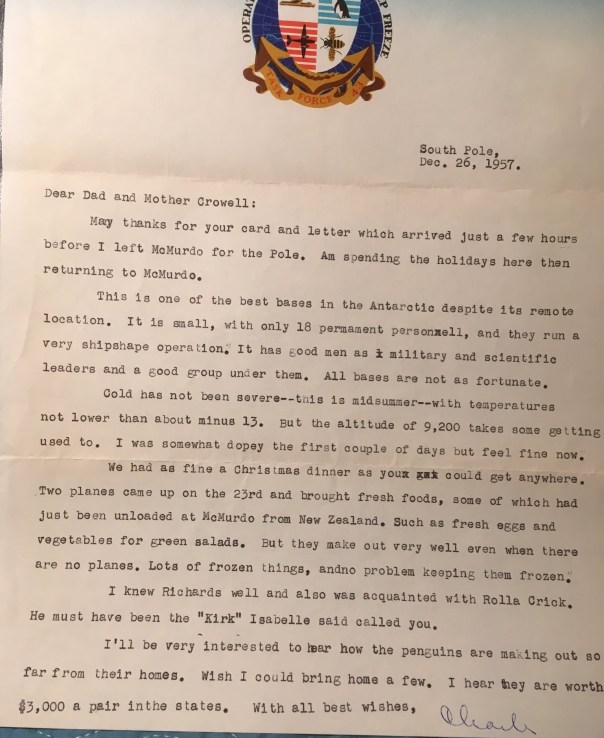 OPERAT
P FREEZE
TASK FORCE 43
South Pole,
Dec. 26, 1957.
Dear Dad and Mother Crowell:
May thanks for your card and letter which arrived just a few hours
before I left McMurdo for the Pole. Am spending the holidays here then
returning to McMurdo.
This is one of the best bases in the Antarctic despite its remote
location. It is small, with only 18 permament personnell, and they run a
very shipshape operation. It has good men as military and scientific
leaders and a good group under them. All bases are not as fortunate.
Cold has not been severe--this is midsummer--with temperatures
not lower than about minus 13. But the altitude of 9,200 takes some getting
used to. I was somewhat dopey the first couple of days but feel fine now.
We had as fine a Christmas dinner as you could get anywhere.
Two planes came up on the 23rd and brought fresh foods, some of which had
just been unloaded at McMurdo from New Zealand. Such as fresh eggs and
vegetables for green salads. But they make out very well even when there
are no planes. Lots of frozen things, andno problem keeping them frozen.
I knew Richards well and also was acquainted with Rolla Crick.
He must have been the "Kirk" Isabelle said called you.
I'll be very interested to hear how the penguins are making out so
far from their homes. Wish I could bring home a few. I hear they are worth
$3,000 a pair inthe states. With all best wishes,